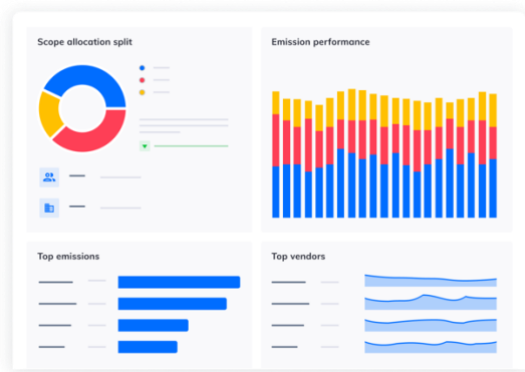 Scope allocation split
Emission performance
Top emissions
Top vendors